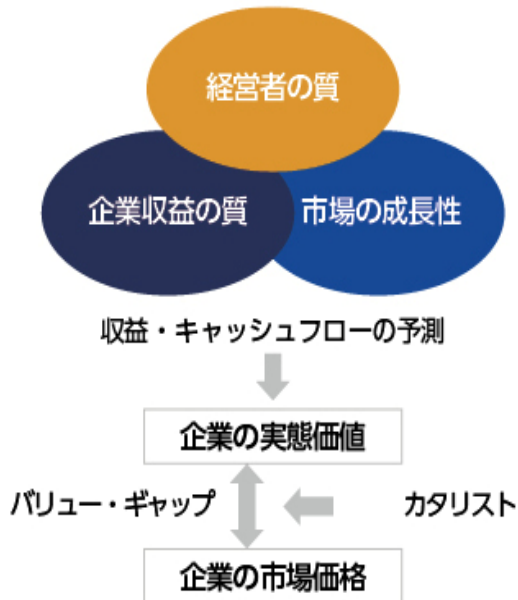 経営者の質
企業収益の質
市場の成長性
収益・キャッシュフローの予測
企業の実態価値
バリュー・ギャップ
カタリスト
企業の市場価格